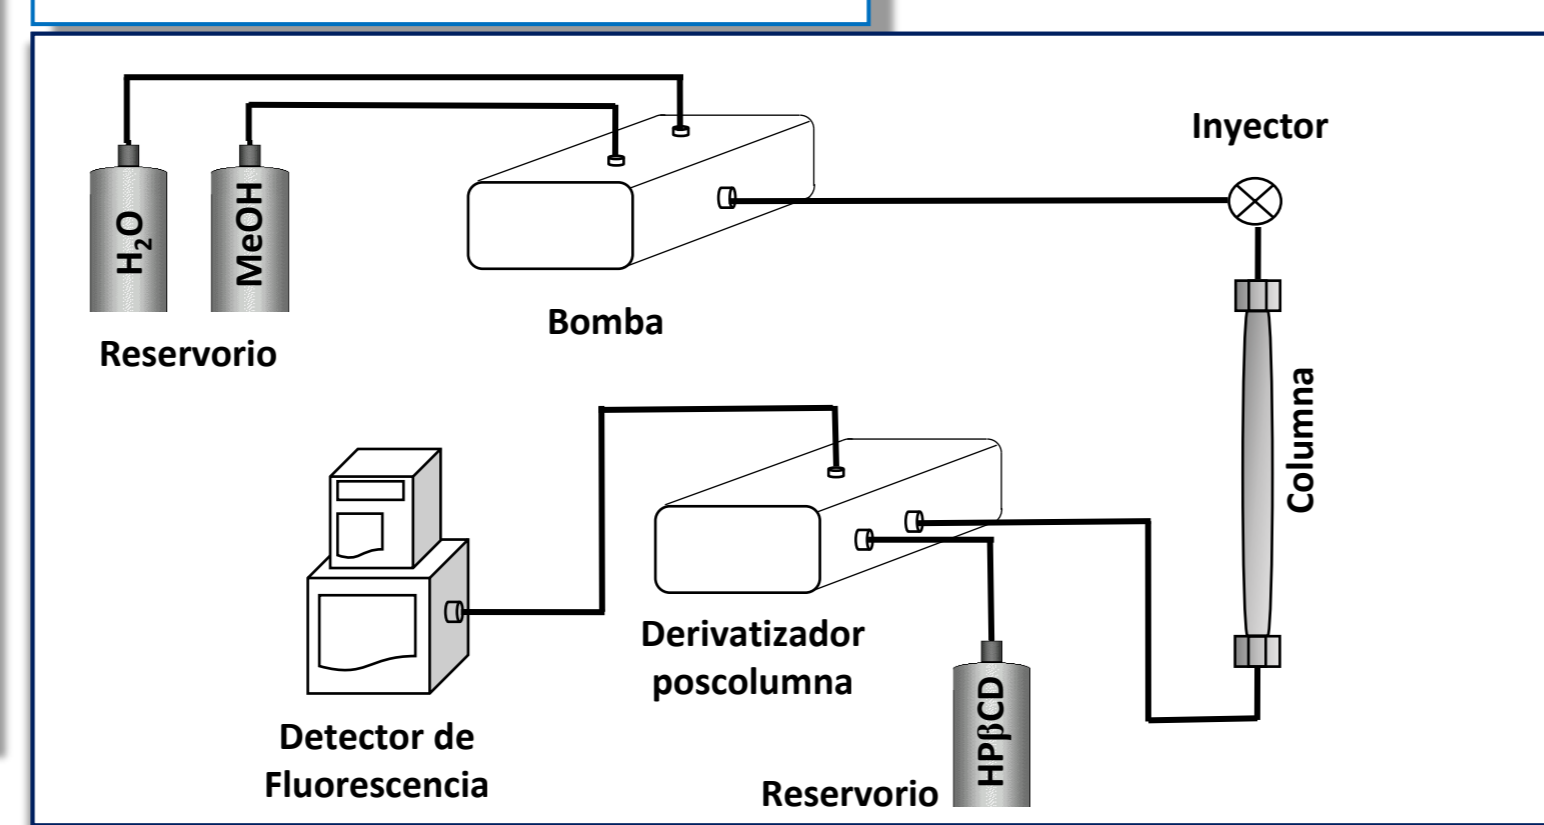 H₂O
MeOH
Reservorio
Bomba
Inyector
Columna
Derivatizador
poscolumna
HPβCD
Reservorio
Detector de
Fluorescencia